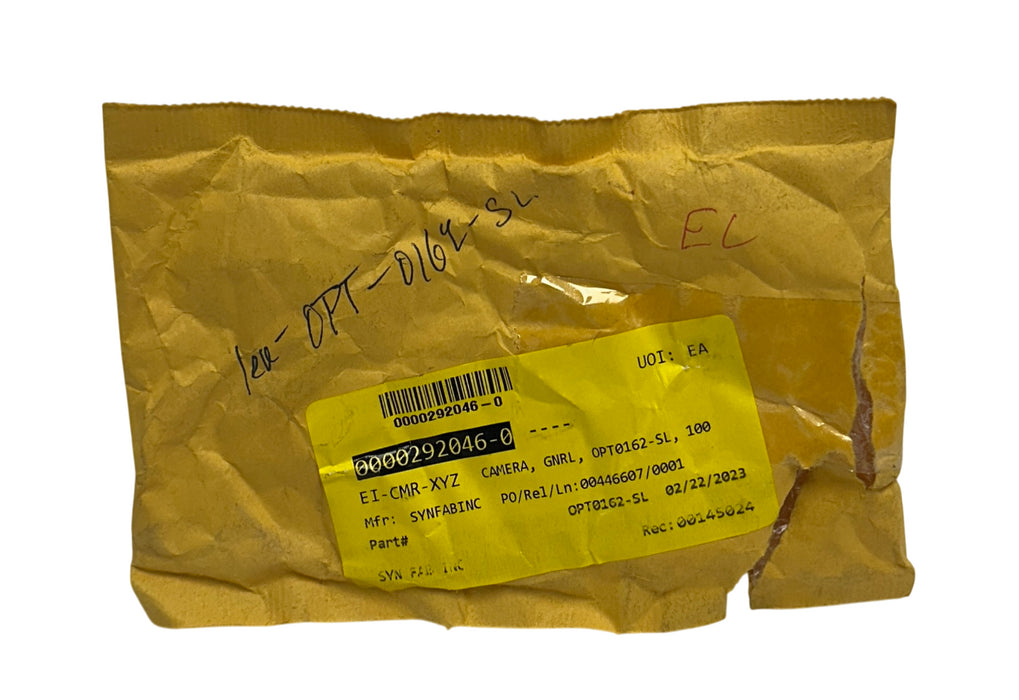 1eu-OPT-0162-SL
EL
UOI: EA
0000292046-0
0000292046-0 ----
EI-CMR-XYZ CAMERA, GNRL, OPT0162-SL, 100
Mfr: SYNFABINC PO/Rel/Ln:00446607/0001
Part# OPT0162-SL 02/22/2023
SYN FAB INC Rec:00145024